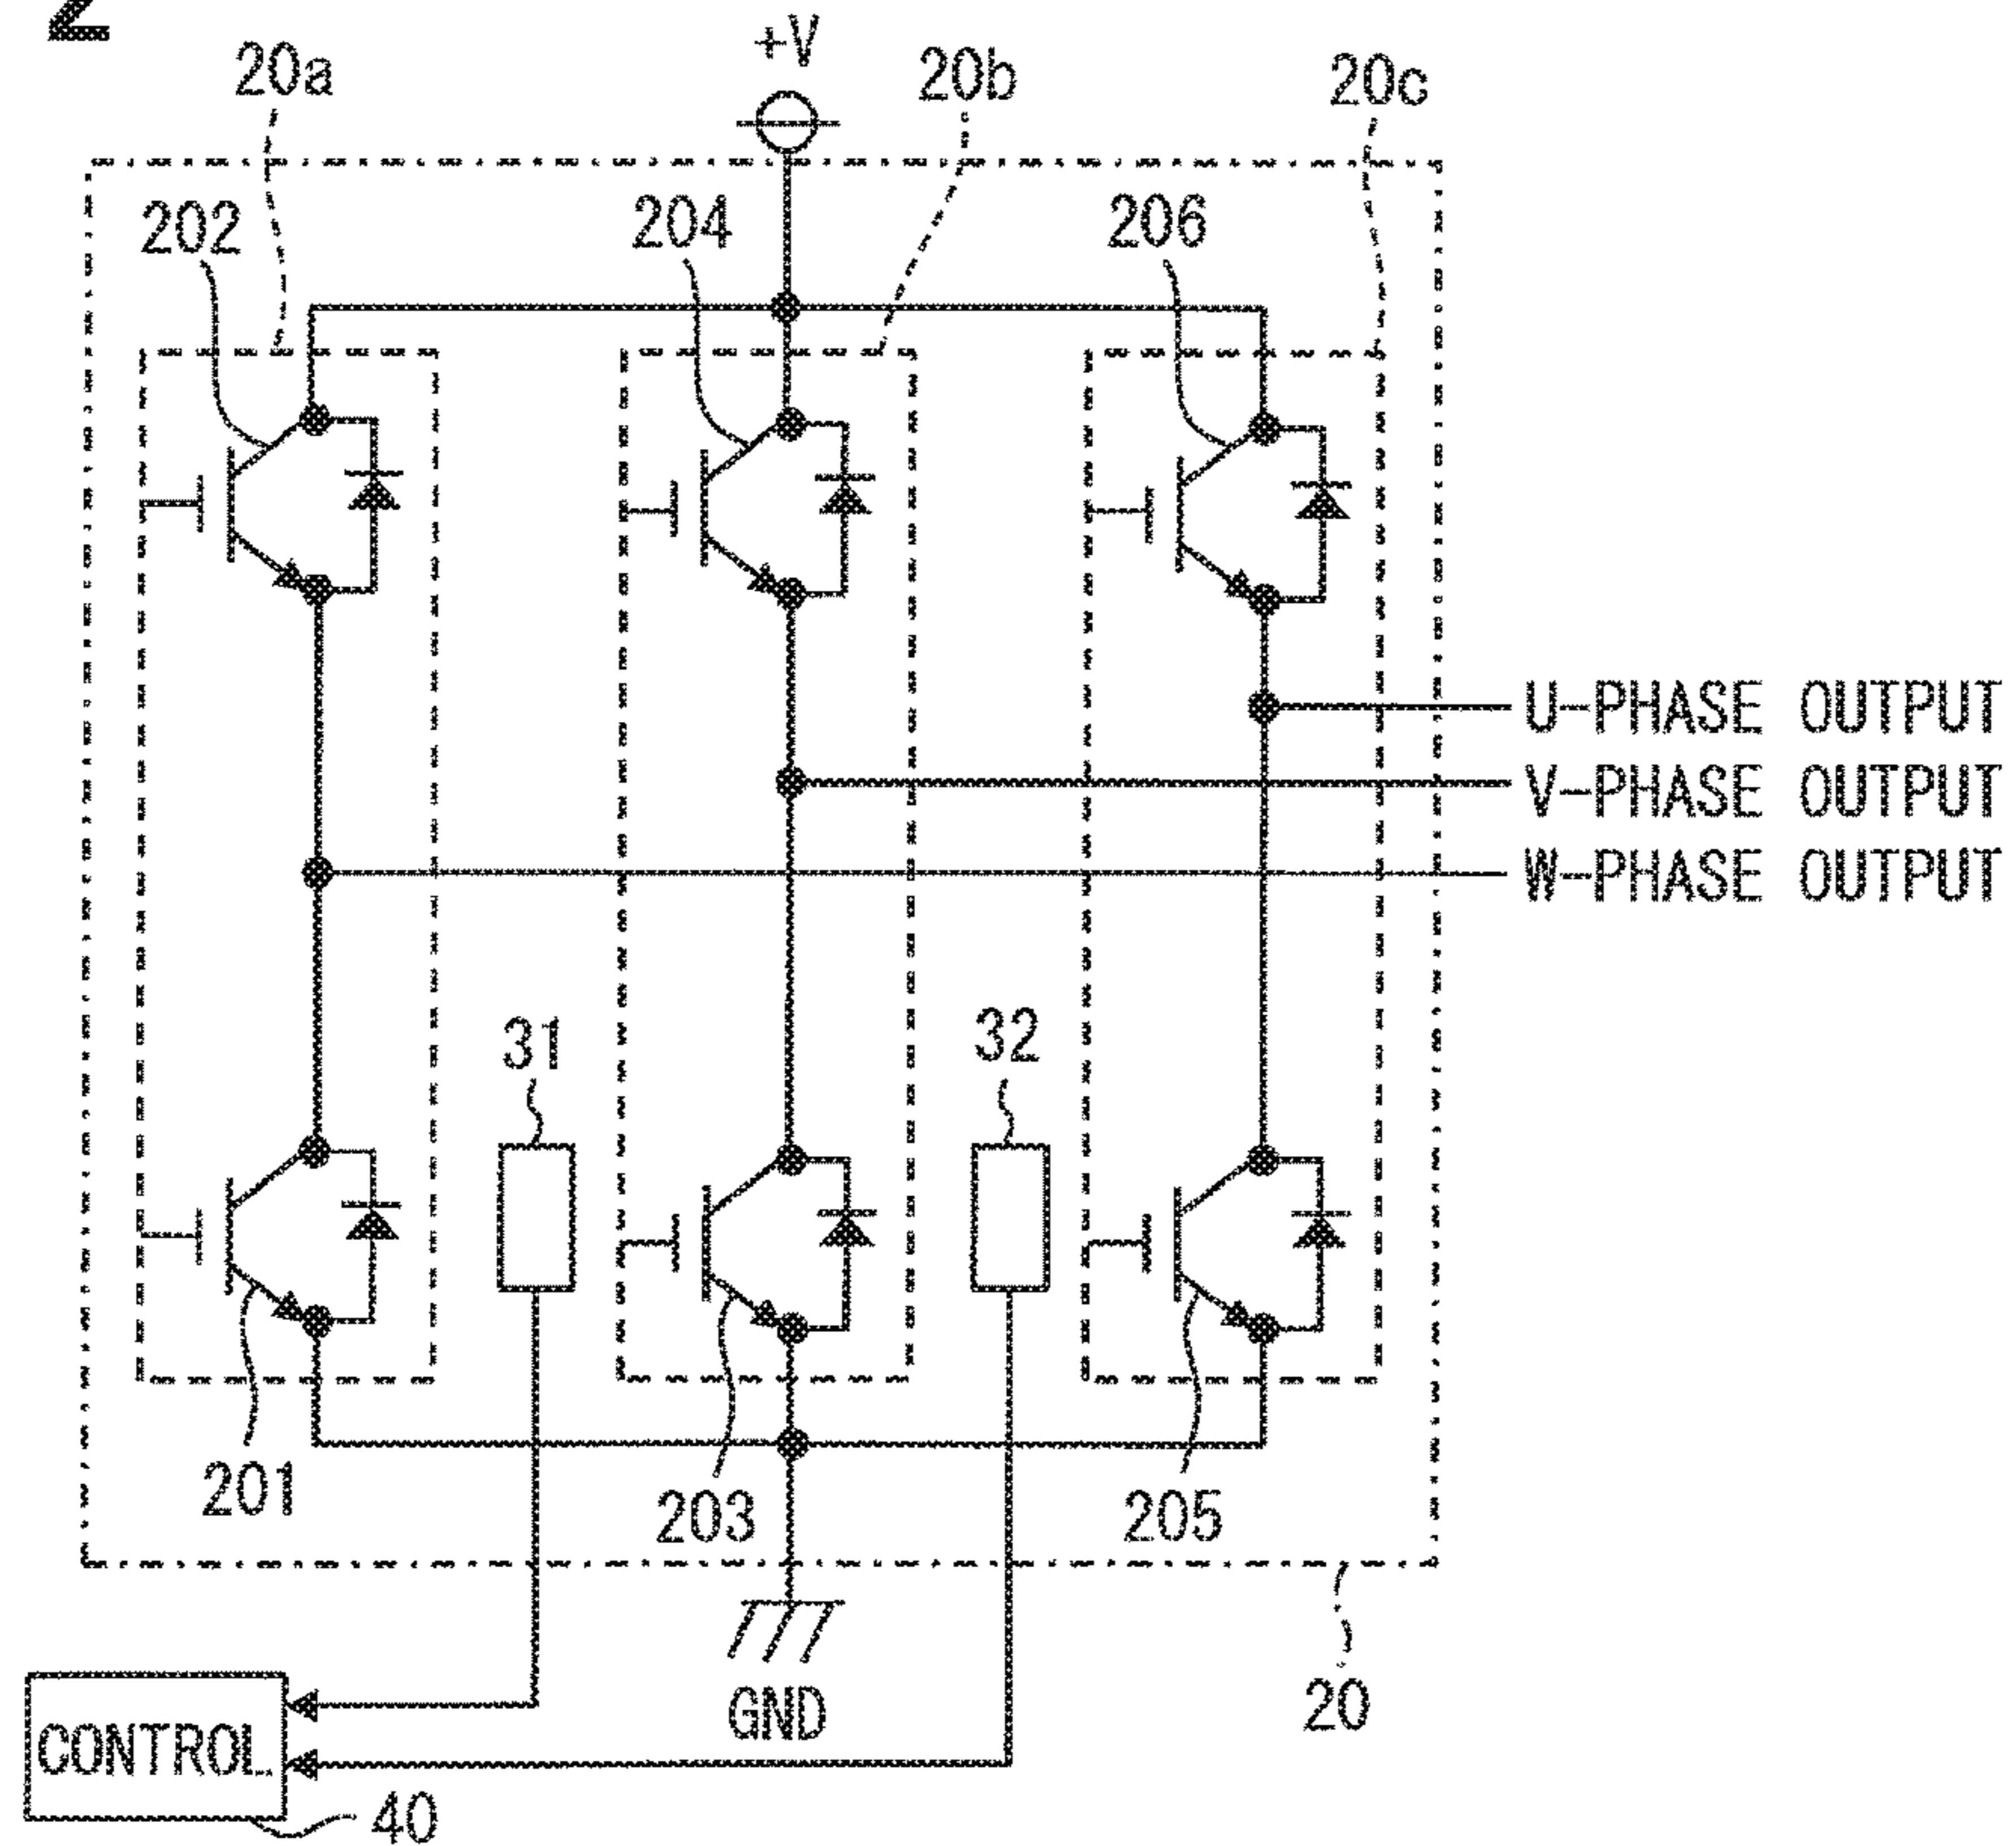 2
+V
20a
20b
20c
202
204
206
U-PHASE OUTPUT
V-PHASE OUTPUT
W-PHASE OUTPUT
31
32
201
203
205
GND
20
CONTROL
40